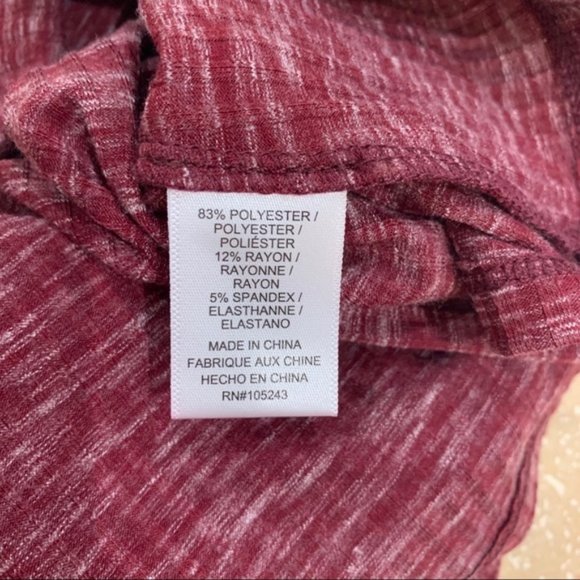 83% POLYESTER /
POLYESTER /
POLIÉSTER
12% RAYON /
RAYONNE /
RAYON
5% SPANDEX /
ELASTHANNE /
ELASTANO
MADE IN CHINA
FABRIQUE AUX CHINE
HECHO EN CHINA
RN#105243